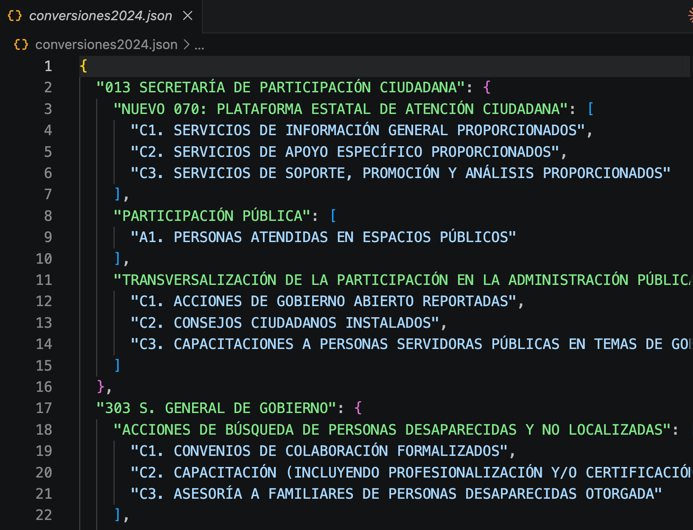 {} conversiones2024.json ×
{} conversiones2024.json > ...
1 {
2 "013 SECRETARÍA DE PARTICIPACIÓN CIUDADANA": {
3 "NUEVO 070: PLATAFORMA ESTATAL DE ATENCIÓN CIUDADANA": [
4 "C1. SERVICIOS DE INFORMACIÓN GENERAL PROPORCIONADOS",
5 "C2. SERVICIOS DE APOYO ESPECÍFICO PROPORCIONADOS",
6 "C3. SERVICIOS DE SOPORTE, PROMOCIÓN Y ANÁLISIS PROPORCIONADOS"
7 ],
8 "PARTICIPACIÓN PÚBLICA": [
9 "A1. PERSONAS ATENDIDAS EN ESPACIOS PÚBLICOS"
10 ],
11 "TRANSVERSALIZACIÓN DE LA PARTICIPACIÓN EN LA ADMINISTRACIÓN PÚBLICA
12 "C1. ACCIONES DE GOBIERNO ABIERTO REPORTADAS",
13 "C2. CONSEJOS CIUDADANOS INSTALADOS",
14 "C3. CAPACITACIONES A PERSONAS SERVIDORAS PÚBLICAS EN TEMAS DE GO
15 ]
16 },
17 "303 S. GENERAL DE GOBIERNO": {
18 "ACCIONES DE BÚSQUEDA DE PERSONAS DESAPARECIDAS Y NO LOCALIZADAS":
19 "C1. CONVENIOS DE COLABORACIÓN FORMALIZADOS",
20 "C2. CAPACITACIÓN (INCLUYENDO PROFESIONALIZACIÓN Y/O CERTIFICACIÓN
21 "C3. ASESORÍA A FAMILIARES DE PERSONAS DESAPARECIDAS OTORGADA"
22 ],